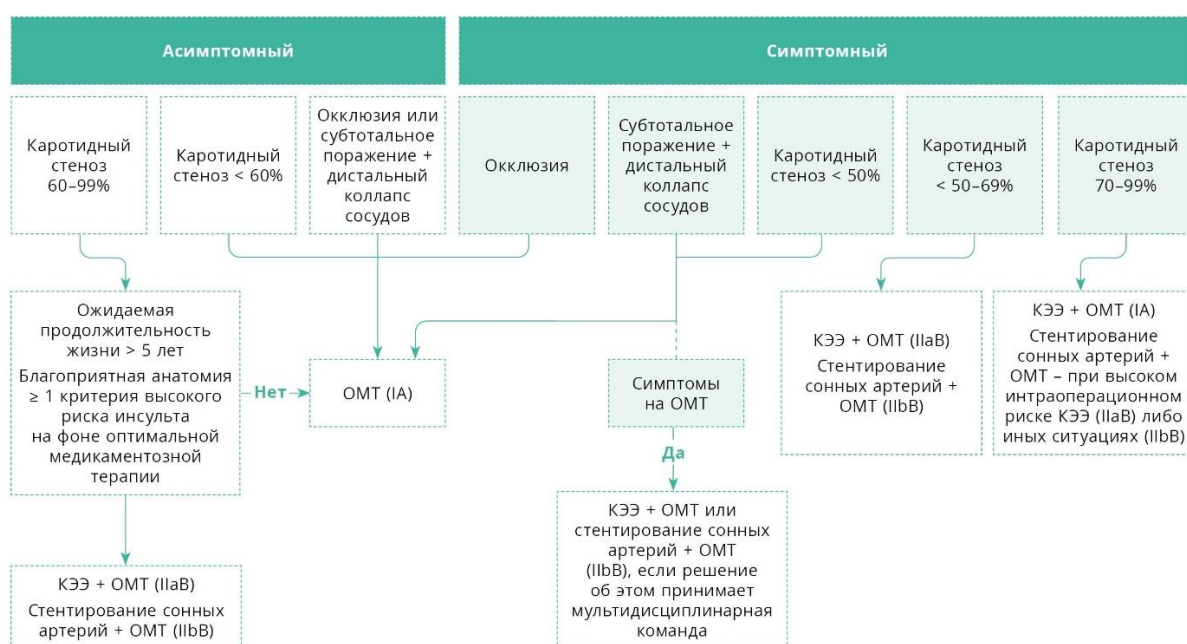 Асимптомный
Симптомный
Каротидный
стеноз
60–99%
Каротидный
стеноз < 60%
Окклюзия или
субтотальное
поражение +
дистальный
коллапс
сосудов
Окклюзия
Субтотальное
поражение +
дистальный
коллапс
сосудов
Каротидный
стеноз < 50%
Каротидный
стеноз
< 50–69%
Каротидный
стеноз
70–99%
Ожидаемая
продолжительность
жизни > 5 лет
Благоприятная анатомия
≥ 1 критерия высокого
риска инсульта
на фоне оптимальной
медикаментозной
терапии
Нет
ОМТ (IA)
Симптомы
на ОМТ
Да
КЭЭ + ОМТ (IIaB)
Стентирование
сонных артерий +
ОМТ (IIbB)
КЭЭ + ОМТ (IA)
Стентирование
сонных артерий +
ОМТ – при высоком
интраоперационном
риске КЭЭ (IIaB) либо
иных ситуациях (IIbB)
КЭЭ + ОМТ (IIaB)
Стентирование сонных
артерий + ОМТ (IIbB)
КЭЭ + ОМТ или
стентирование сонных
артерий + ОМТ
(IIbB), если решение
об этом принимает
мультидисциплинарная
команда